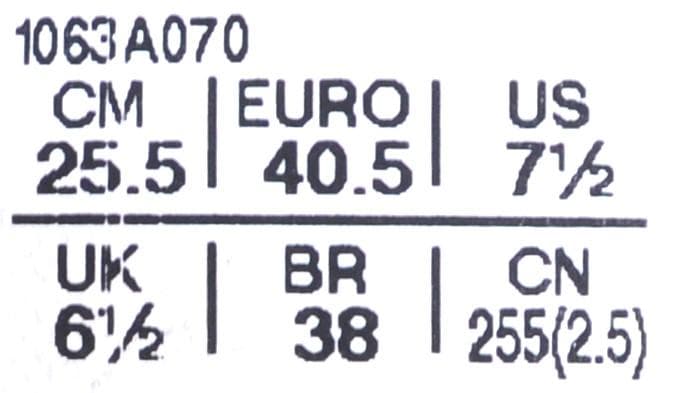 1063A070
CM | EURO | US
25.5 | 40.5 | 7½
UK | BR | CN
6½ | 38 | 255(2.5)